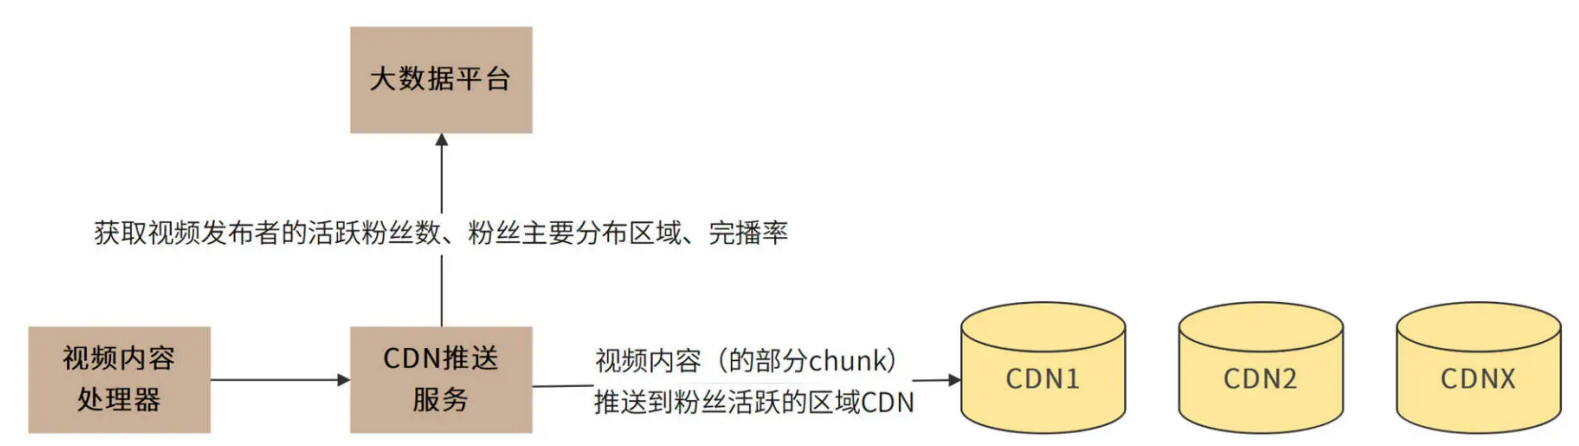 大数据平台
获取视频发布者的活跃粉丝数、粉丝主要分布区域、完播率
视频内容
处理器
CDN推送
服务
视频内容（的部分chunk）
推送到粉丝活跃的区域CDN
CDN1
CDN2
CDNX